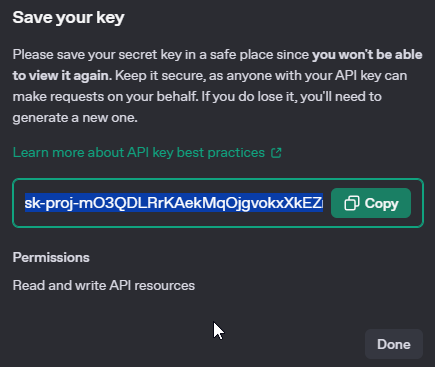 Save your key
Please save your secret key in a safe place since you won't be able
to view it again. Keep it secure, as anyone with your API key can
make requests on your behalf. If you do lose it, you'll need to
generate a new one.
Learn more about API key best practices
sk-proj-mO3QDLRrKAekMqOjgvokxXkEZ
Copy
Permissions
Read and write API resources
Done